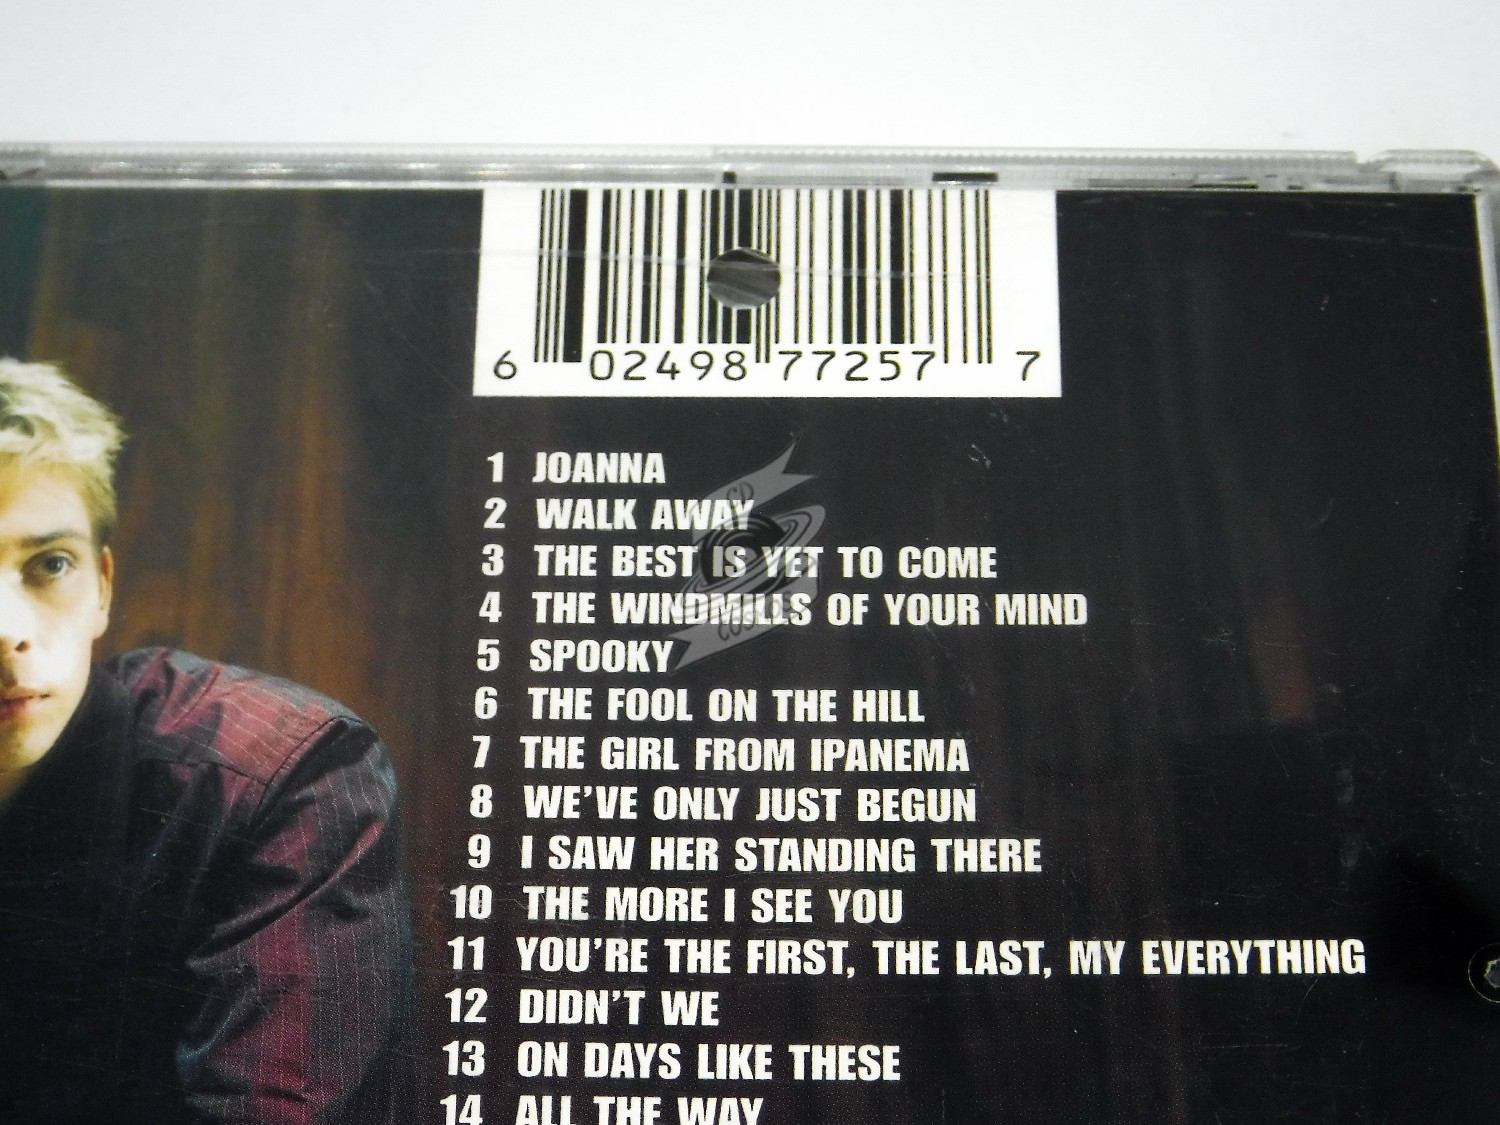 6 02498 77257 7
1 JOANNA
2 WALK AWAY
3 THE BEST IS YET TO COME
4 THE WINDMILLS OF YOUR MIND
5 SPOOKY
6 THE FOOL ON THE HILL
7 THE GIRL FROM IPANEMA
8 WE'VE ONLY JUST BEGUN
9 I SAW HER STANDING THERE
10 THE MORE I SEE YOU
11 YOU'RE THE FIRST, THE LAST, MY EVERYTHING
12 DIDN'T WE
13 ON DAYS LIKE THESE
14 ALL THE WAY
CD
COSMOS